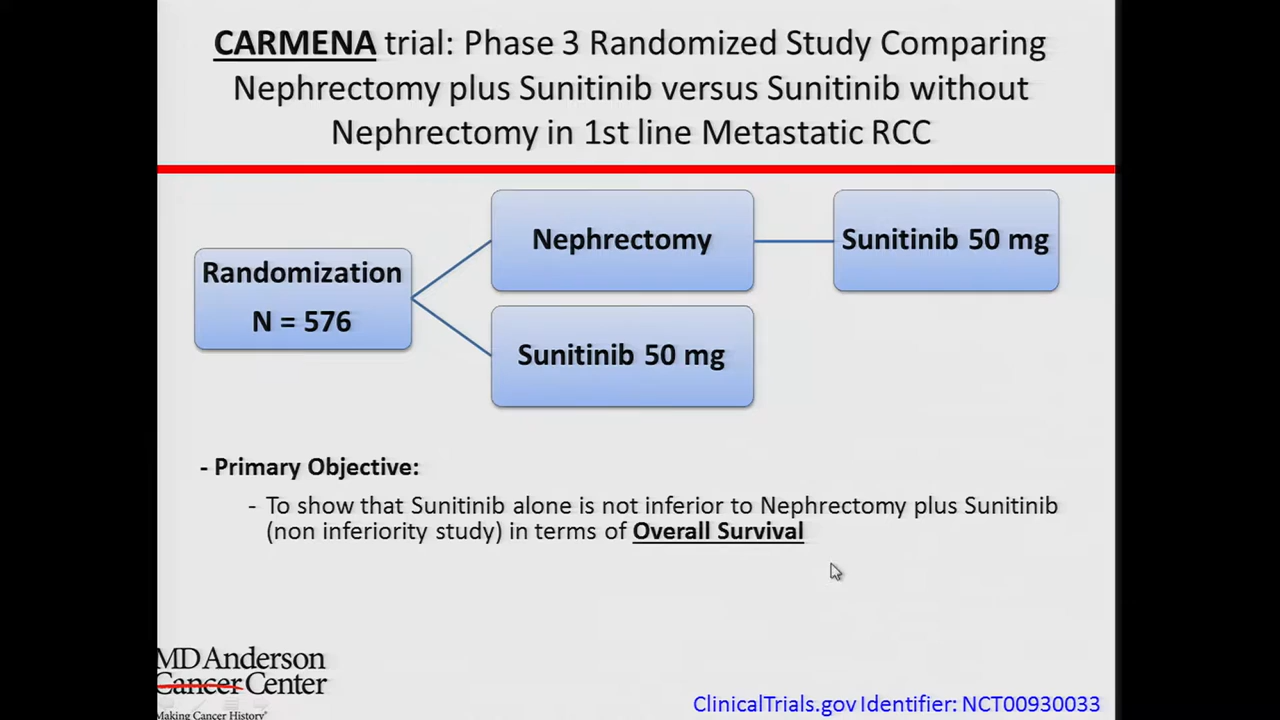 CARMENA trial: Phase 3 Randomized Study Comparing
Nephrectomy plus Sunitinib versus Sunitinib without
Nephrectomy in 1st line Metastatic RCC
Randomization
N = 576
Nephrectomy
Sunitinib 50 mg
Sunitinib 50 mg
- Primary Objective:
- To show that Sunitinib alone is not inferior to Nephrectomy plus Sunitinib
(non inferiority study) in terms of Overall Survival
MD Anderson
Cancer Center
Making Cancer History®
ClinicalTrials.gov Identifier: NCT00930033